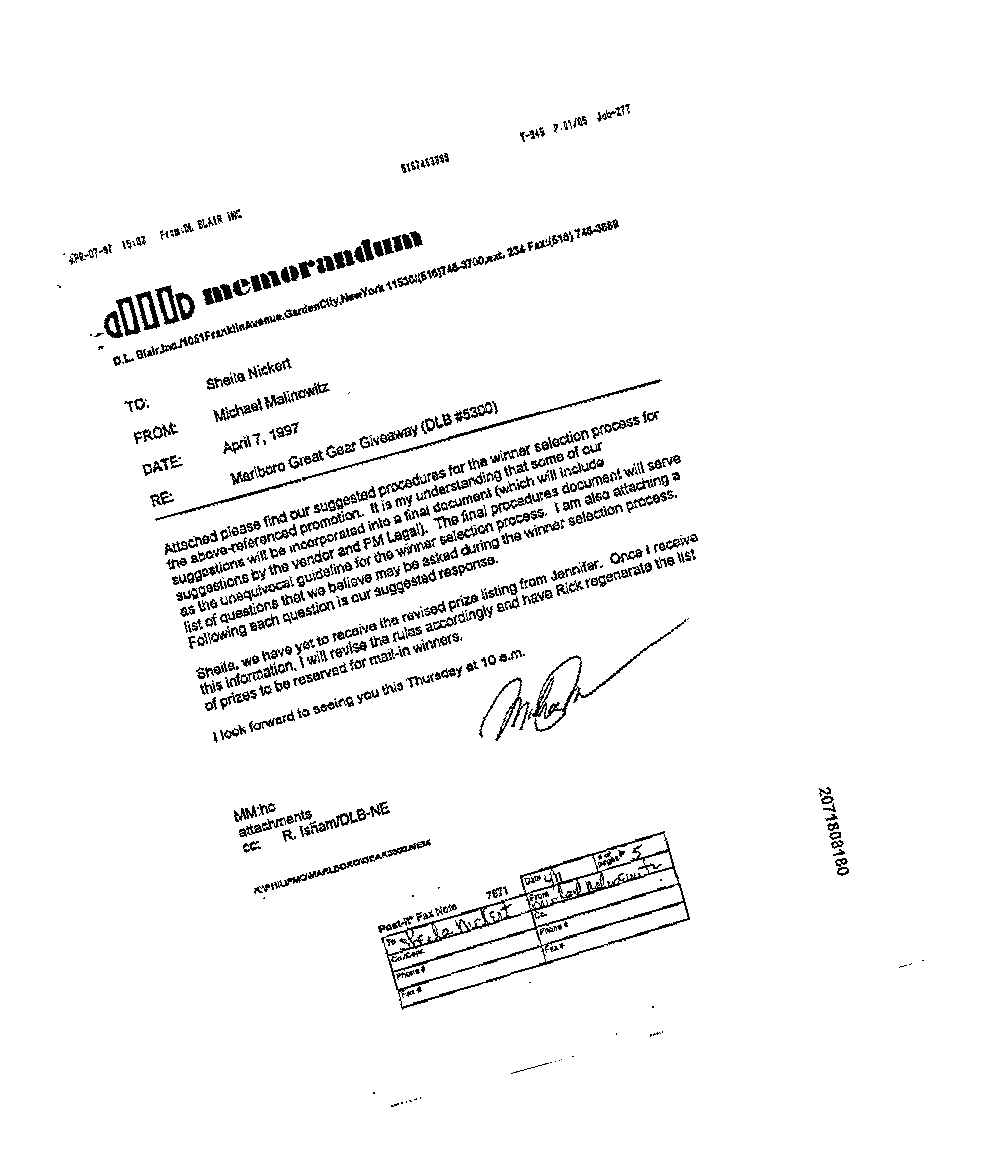 T-946 P.01/05 Job-277
5167463889
APR-07-97 15:02 From:DL BLAIR INC
memorandum
D.L. Blair,Inc./1051FranklinAvenue,GardenCity,NewYork 11530/(516)746-3700,ext. 234 Fax:(516) 746-3889
TO: Sheila Nickert
FROM: Michael Malinowitz
DATE: April 7, 1997
RE: Marlboro Great Gear Giveaway (DLB #5300)
Attached please find our suggested procedures for the winner selection process for
the above-referenced promotion. It is my understanding that some of our
suggestions will be incorporated into a final document (which will include
suggestions by the vendor and PM Legal). The final procedures document will serve
as the unequivocal guideline for the winner selection process. I am also attaching a
list of questions that we believe may be asked during the winner selection process.
Following each question is our suggested response.
Sheila, we have yet to receive the revised prize listing from Jennifer. Once I receive
this information, I will revise the rules accordingly and have Rick regenerate the list
of prizes to be reserved for mail-in winners.
I look forward to seeing you this Thursday at 10 a.m.
Michael
MM:hc
attachments
cc: R. Isham/DLB-NE
Post-it® Fax Note 7671 Date 4/7 # of pages 5
To Sheila Nickert From Michael Malinowitz
Co./Dept. Co.
Phone # Phone #
Fax # Fax #
2071808180